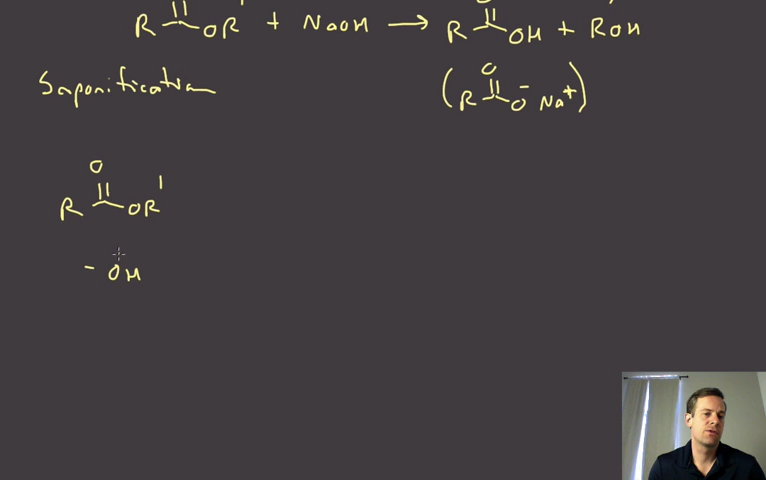 O O
R OR' + NaOH → R OH + ROH
Saponification
O
( R O⁻ Na⁺ )
O
R OR'
- OH